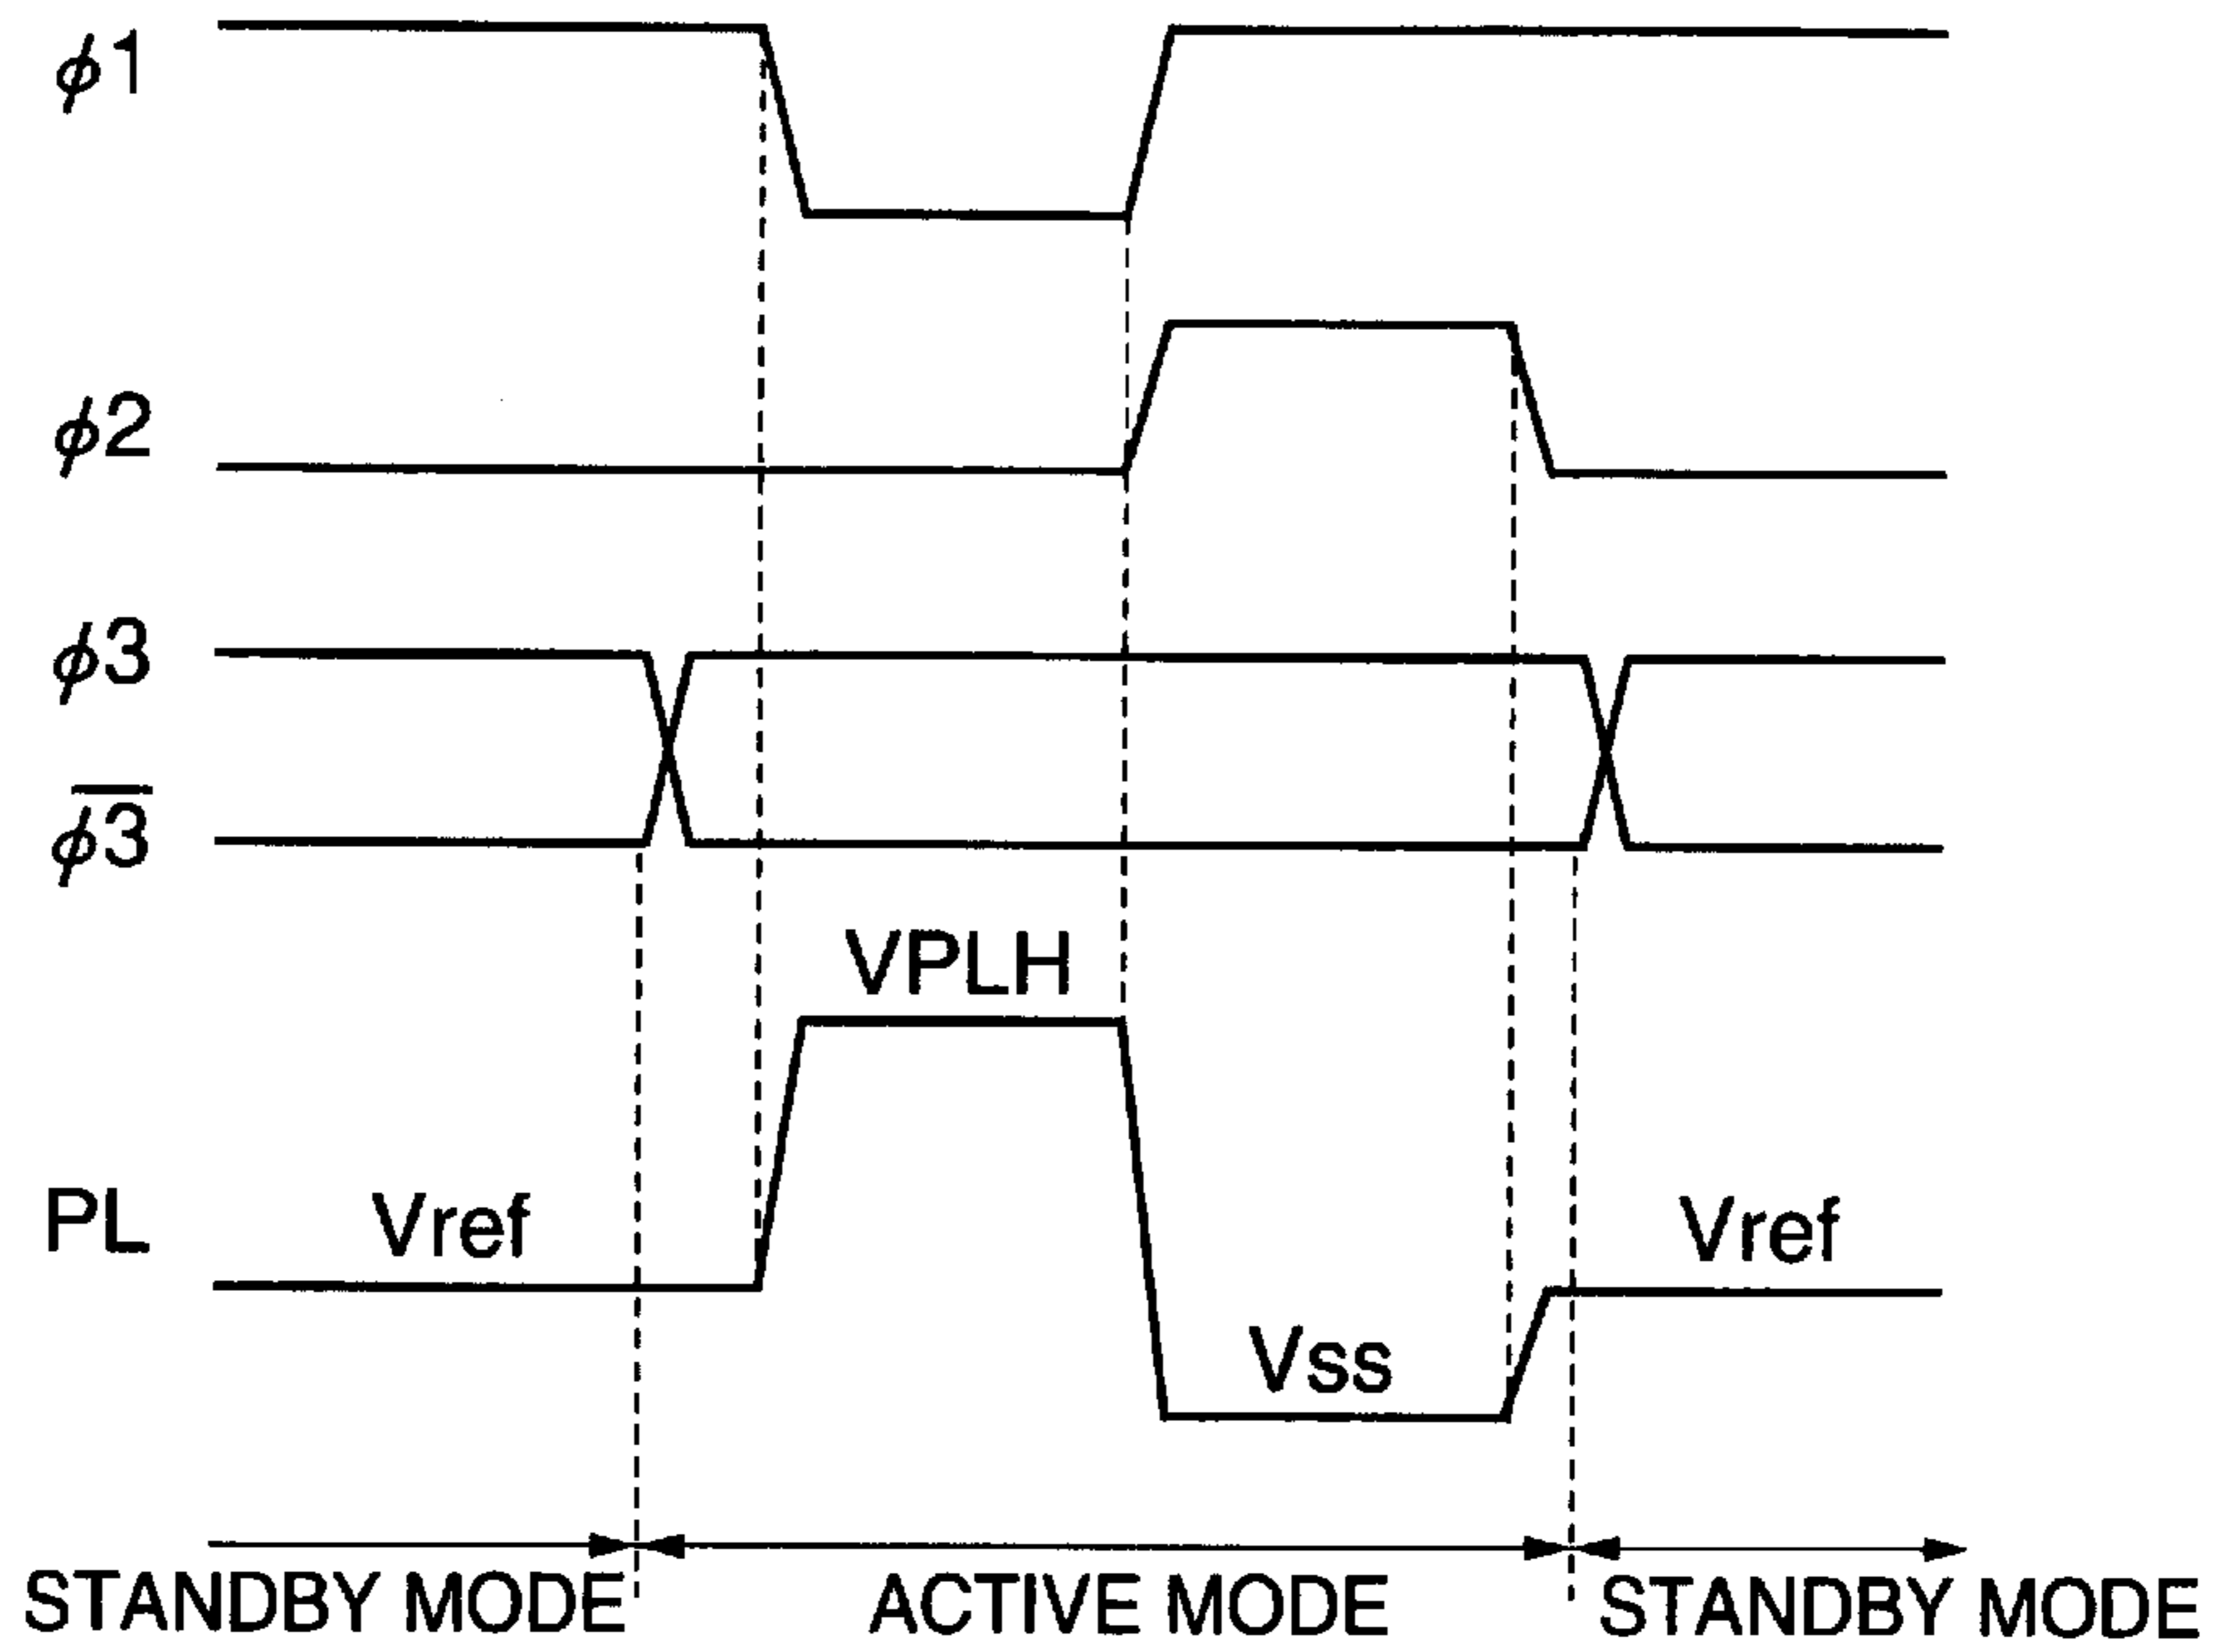 ϕ1
ϕ2
ϕ3
ϕ3̅
VPLH
PL Vref Vref
Vss
STANDBY MODE ACTIVE MODE STANDBY MODE